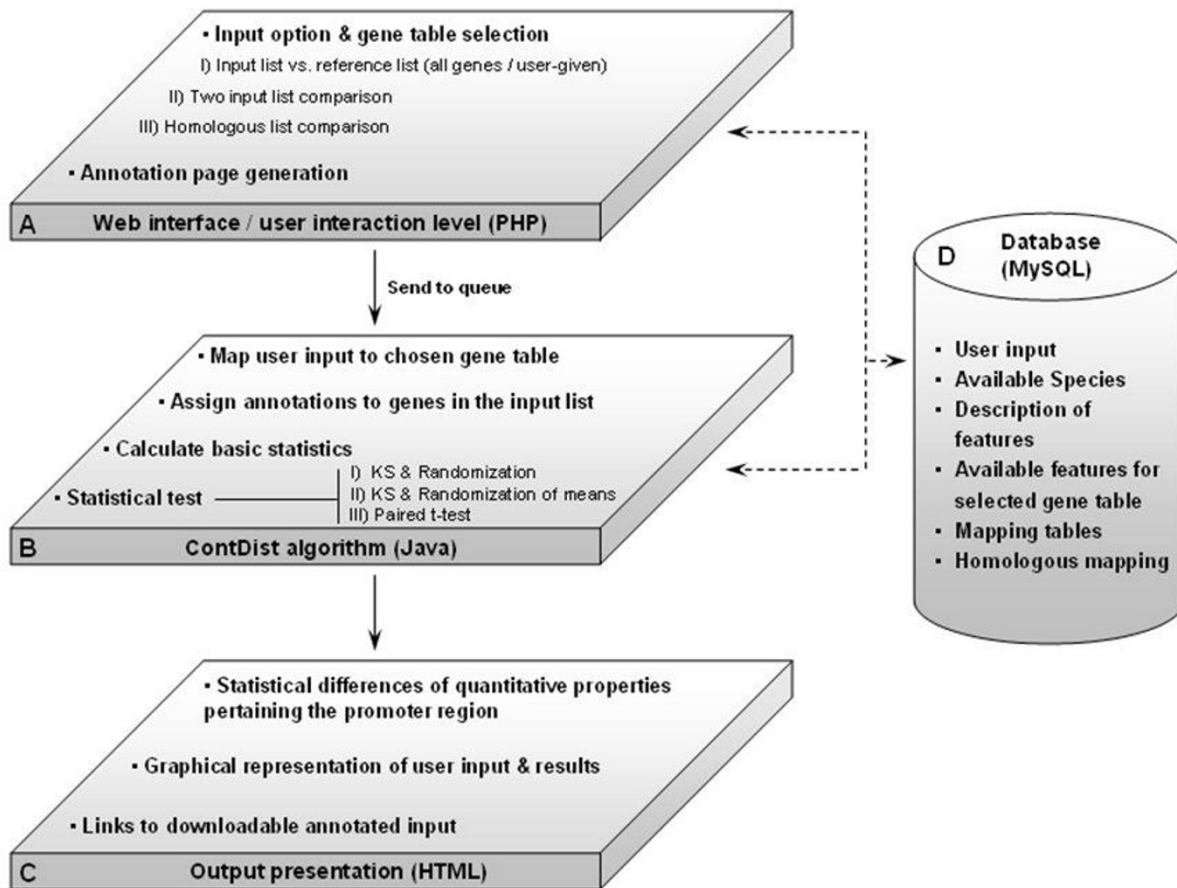 ▪ Input option & gene table selection
I) Input list vs. reference list (all genes / user-given)
II) Two input list comparison
III) Homologous list comparison
▪ Annotation page generation
A Web interface / user interaction level (PHP)
Send to queue
▪ Map user input to chosen gene table
▪ Assign annotations to genes in the input list
▪ Calculate basic statistics
▪ Statistical test
I) KS & Randomization
II) KS & Randomization of means
III) Paired t-test
B ContDist algorithm (Java)
▪ Statistical differences of quantitative properties
pertaining the promoter region
▪ Graphical representation of user input & results
▪ Links to downloadable annotated input
C Output presentation (HTML)
D Database
(MySQL)
▪ User input
▪ Available Species
▪ Description of
features
▪ Available features for
selected gene table
▪ Mapping tables
▪ Homologous mapping